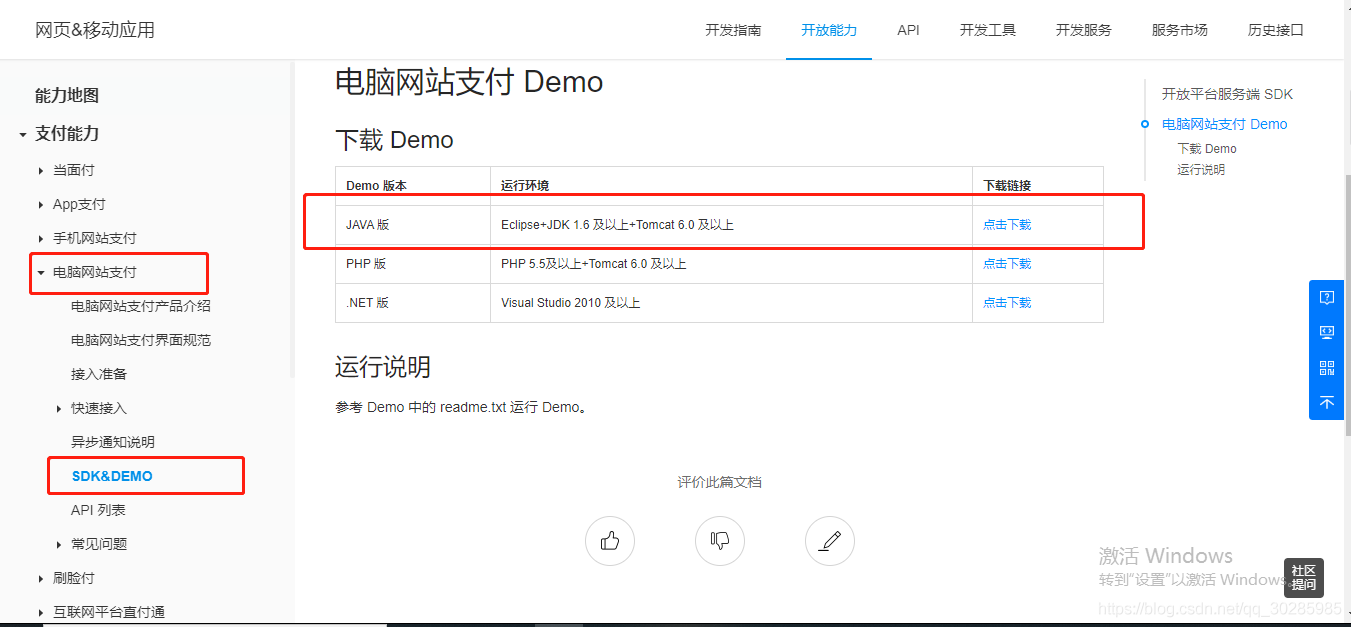 网页&移动应用
开发指南 开放能力 API 开发工具 开发服务 服务市场 历史接口
能力地图
支付能力
当面付
App支付
手机网站支付
电脑网站支付
电脑网站支付产品介绍
电脑网站支付界面规范
接入准备
快速接入
异步通知说明
SDK&DEMO
API 列表
常见问题
刷脸付
互联网平台直付通
电脑网站支付 Demo
下载 Demo
Demo 版本 运行环境 下载链接
JAVA 版 Eclipse+JDK 1.6 及以上+Tomcat 6.0 及以上 点击下载
PHP 版 PHP 5.5及以上+Tomcat 6.0 及以上 点击下载
.NET 版 Visual Studio 2010 及以上 点击下载
运行说明
参考 Demo 中的 readme.txt 运行 Demo。
评价此篇文档
开放平台服务端 SDK
电脑网站支付 Demo
下载 Demo
运行说明
激活 Windows
转到“设置”以激活 Windows。
社区
提问
https://blog.csdn.net/qq_30285985